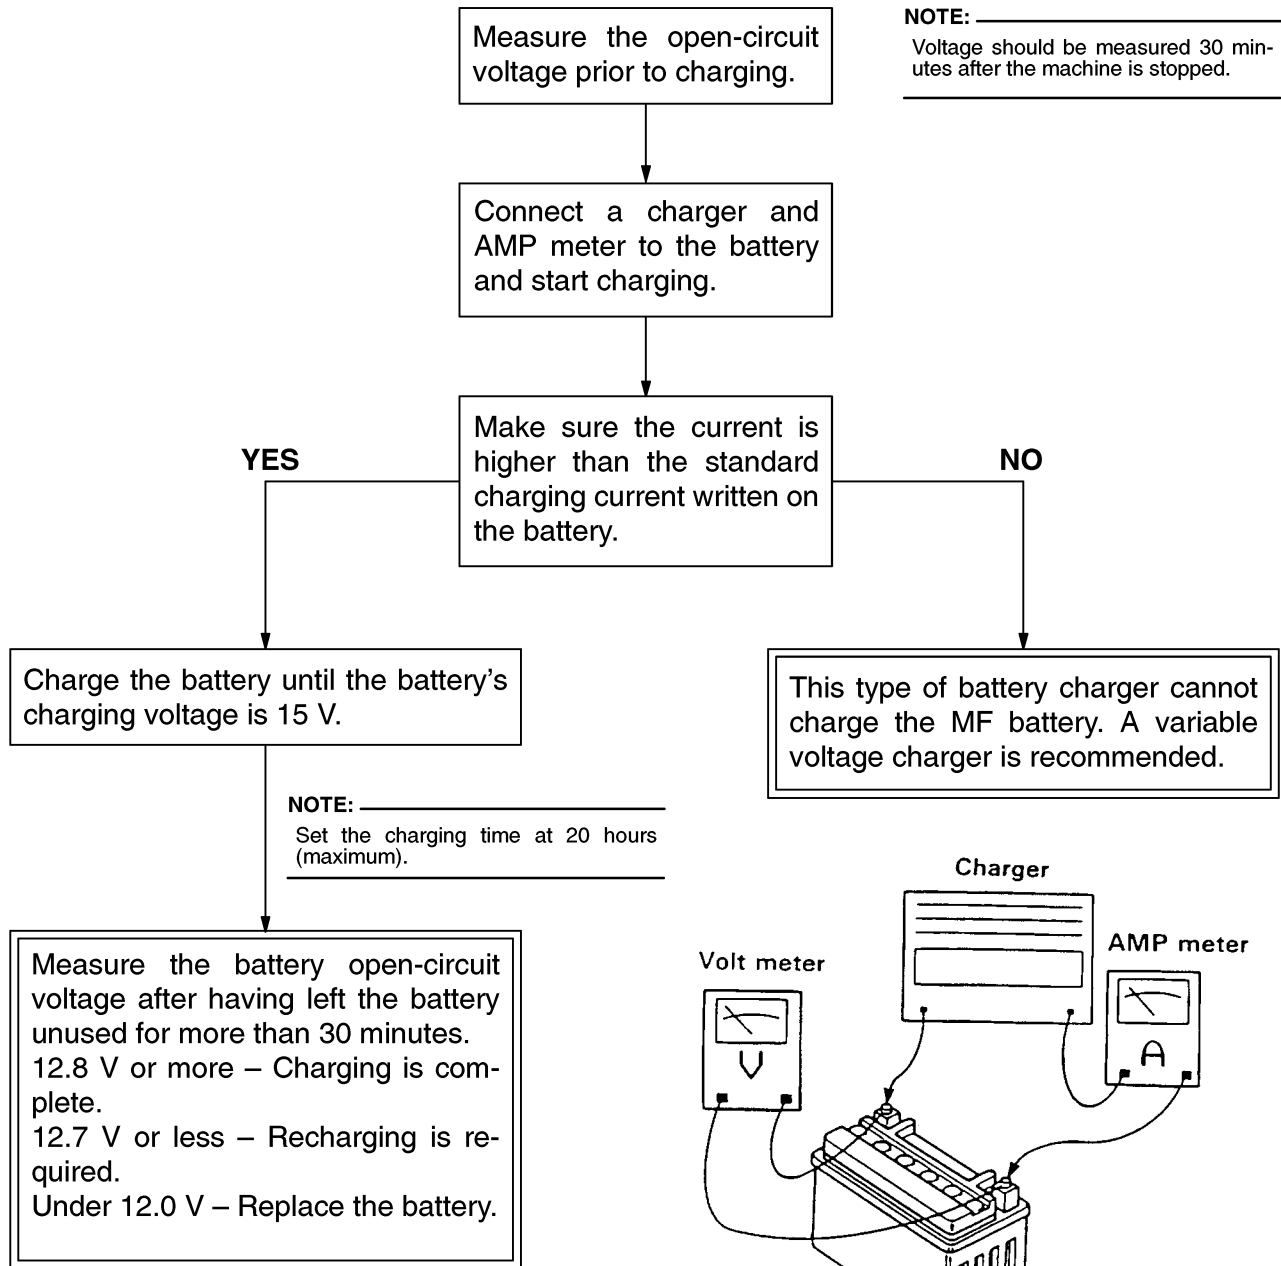 Measure the open-circuit
voltage prior to charging.
NOTE:
Voltage should be measured 30 min-
utes after the machine is stopped.
Connect a charger and
AMP meter to the battery
and start charging.
Make sure the current is
higher than the standard
charging current written on
the battery.
YES
NO
Charge the battery until the battery's
charging voltage is 15 V.
This type of battery charger cannot
charge the MF battery. A variable
voltage charger is recommended.
NOTE:
Set the charging time at 20 hours
(maximum).
Measure the battery open-circuit
voltage after having left the battery
unused for more than 30 minutes.
12.8 V or more – Charging is com-
plete.
12.7 V or less – Recharging is re-
quired.
Under 12.0 V – Replace the battery.
Charger
AMP meter
Volt meter
V
A